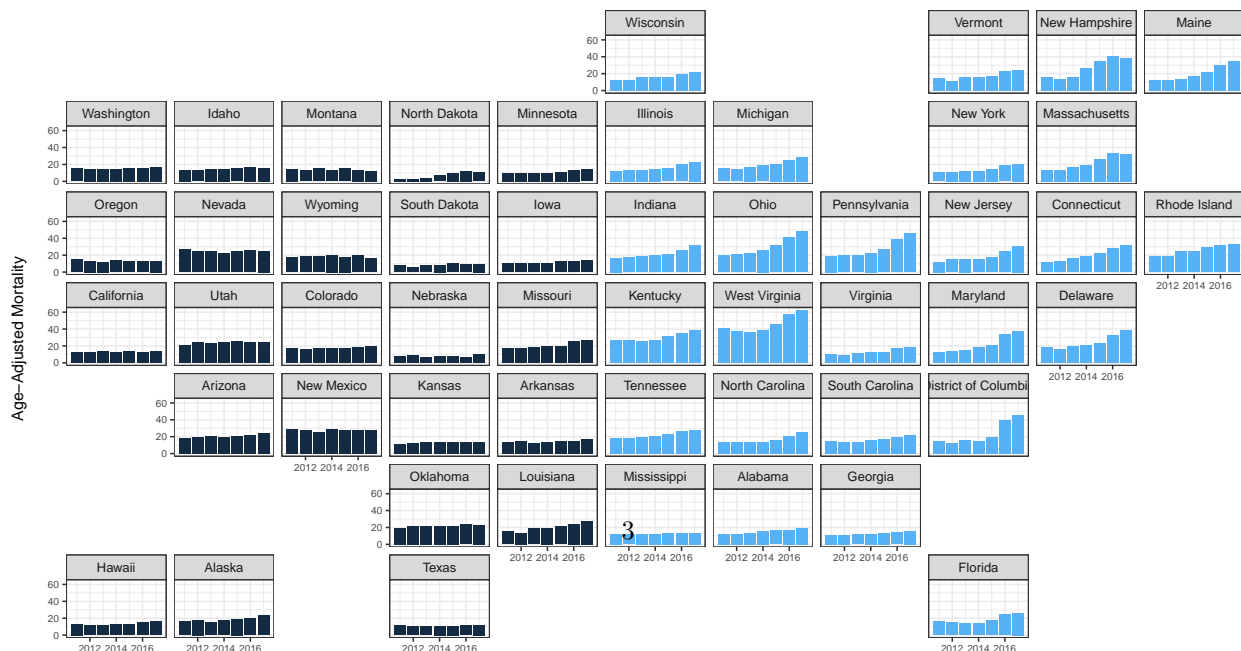 Age−Adjusted Mortality
Wisconsin Vermont New Hampshire Maine
60
40
20
0
Washington Idaho Montana North Dakota Minnesota Illinois Michigan New York Massachusetts
60
40
20
0
Oregon Nevada Wyoming South Dakota Iowa Indiana Ohio Pennsylvania New Jersey Connecticut Rhode Island
60
40
20
0
2012 2014 2016
California Utah Colorado Nebraska Missouri Kentucky West Virginia Virginia Maryland Delaware
60
40
20
0
2012 2014 2016
Arizona New Mexico Kansas Arkansas Tennessee North Carolina South Carolina District of Columbi
60
40
20
0
2012 2014 2016
Oklahoma Louisiana Mississippi Alabama Georgia
60
40
20
0
3
2012 2014 2016 2012 2014 2016 2012 2014 2016 2012 2014 2016
Hawaii Alaska Texas Florida
60
40
20
0
2012 2014 2016 2012 2014 2016 2012 2014 2016 2012 2014 2016